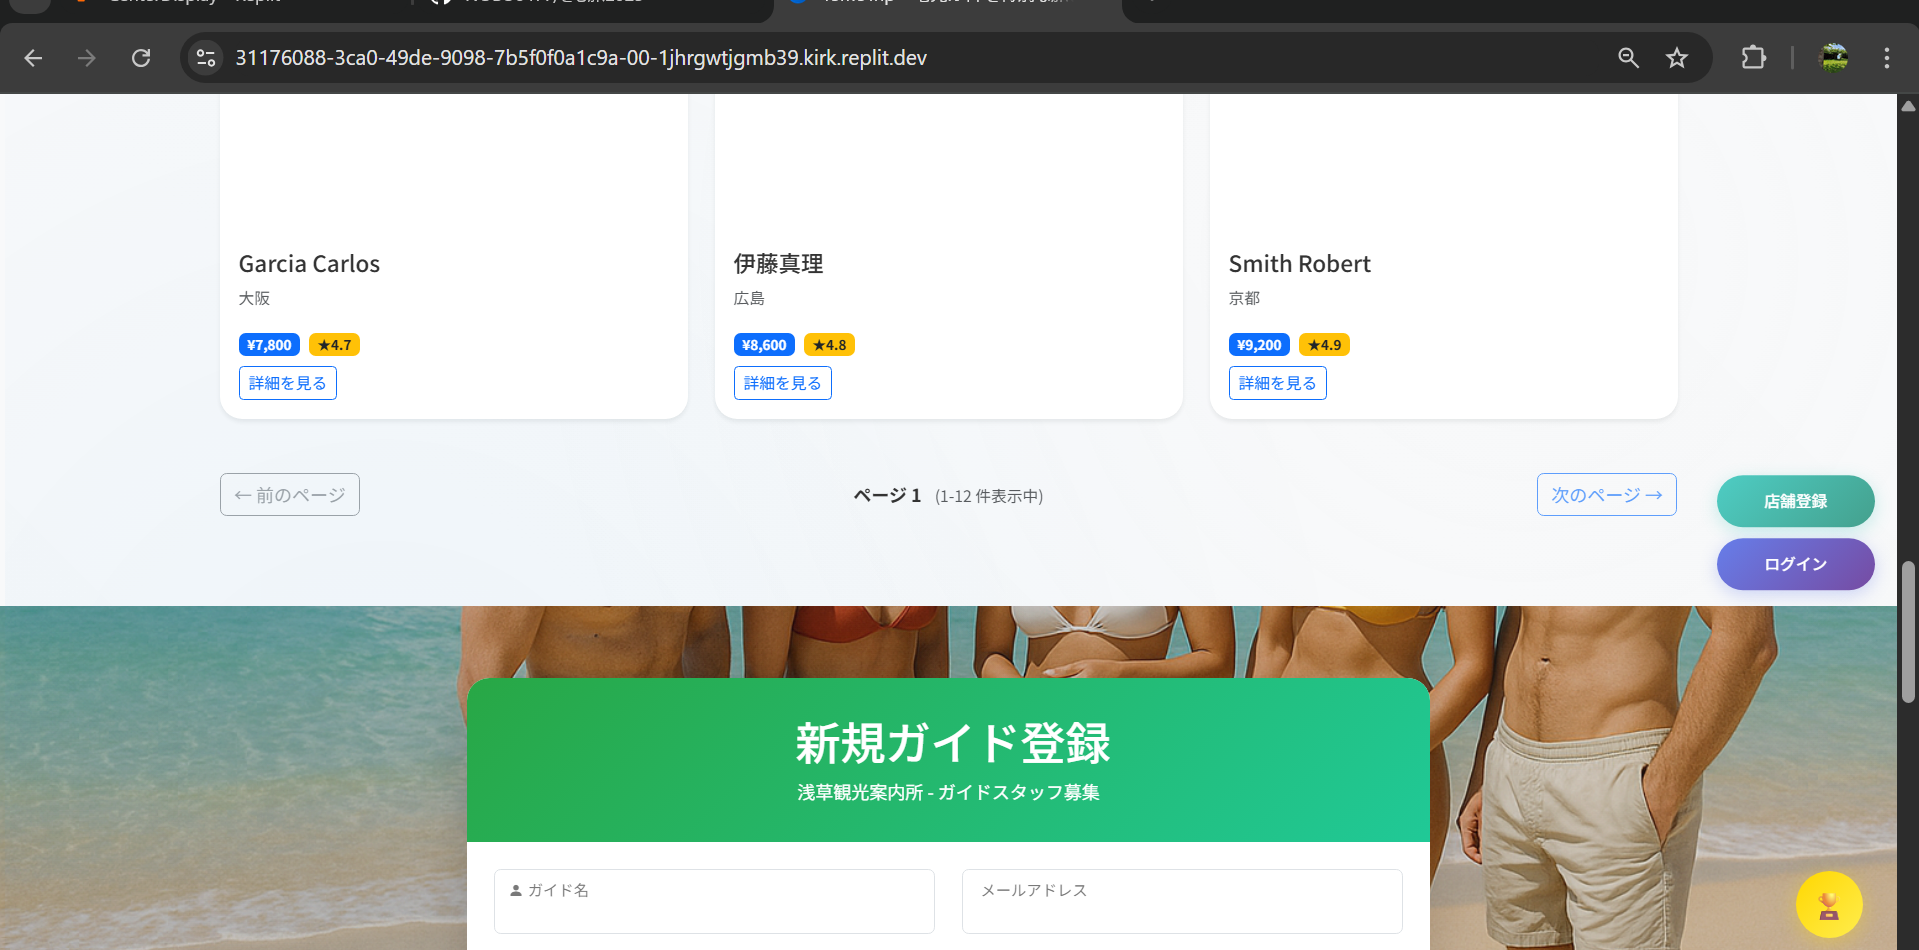 31176088-3ca0-49de-9098-7b5f0f0a1c9a-00-1jhrgwtjgmb39.kirk.replit.dev
Garcia Carlos
大阪
¥7,800 ★4.7
詳細を見る
伊藤真理
広島
¥8,600 ★4.8
詳細を見る
Smith Robert
京都
¥9,200 ★4.9
詳細を見る
← 前のページ
ページ 1 (1-12 件表示中)
次のページ →
店舗登録
ログイン
新規ガイド登録
浅草観光案内所 - ガイドスタッフ募集
ガイド名
メールアドレス